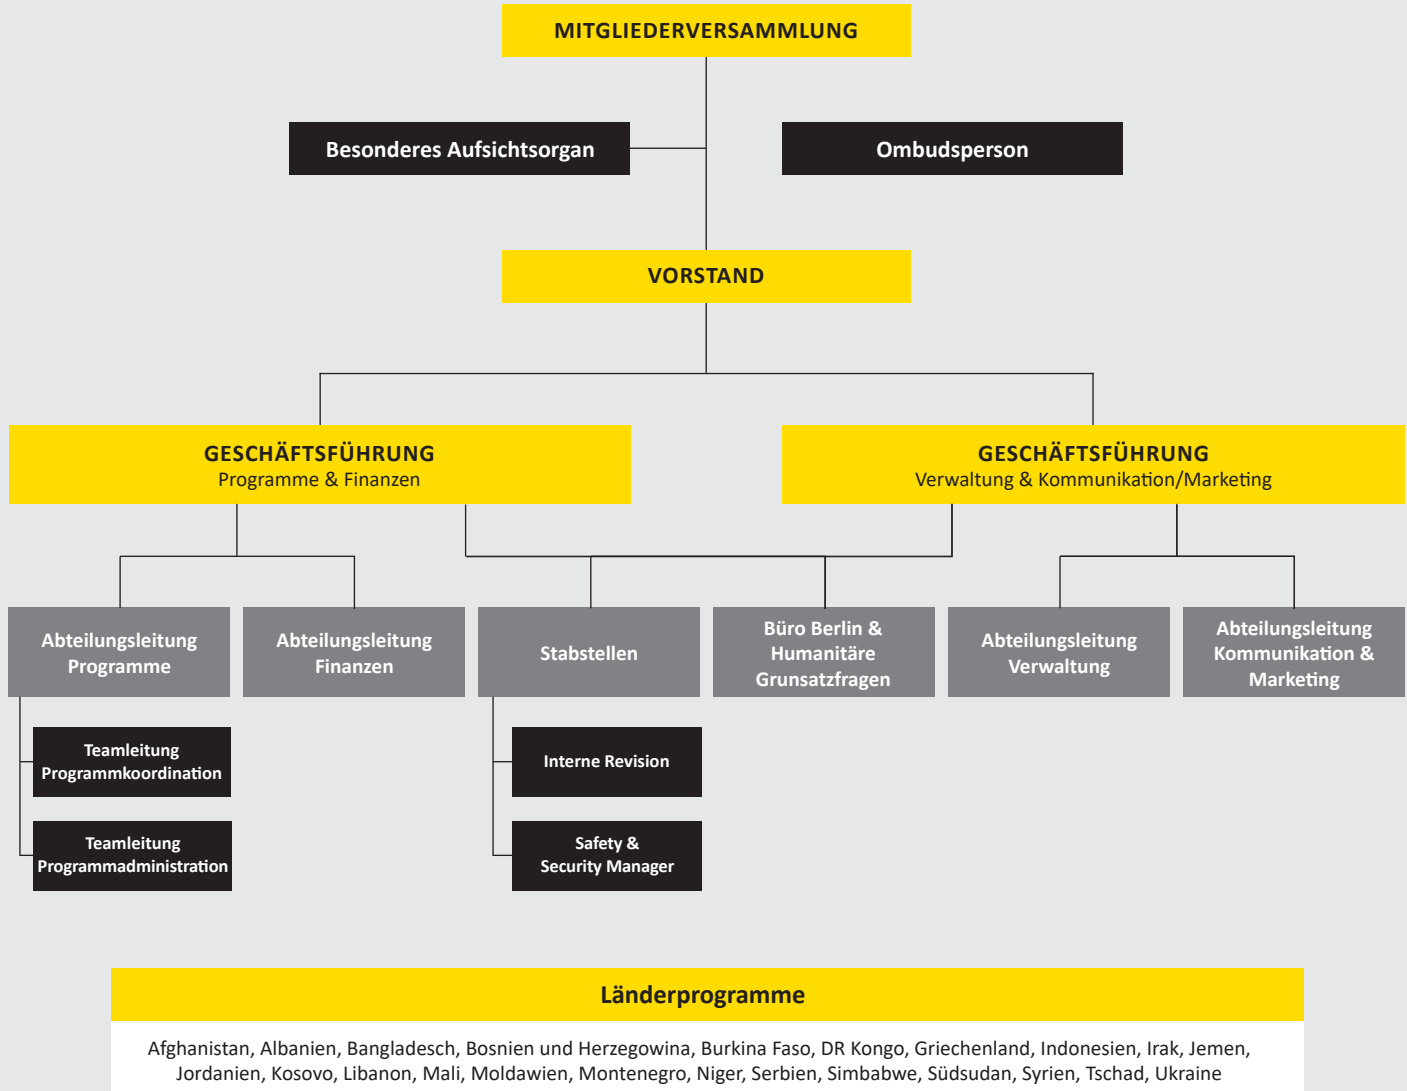 MITGLIEDERVERSAMMLUNG
Besonderes Aufsichtsorgan
Ombudsperson
VORSTAND
GESCHÄFTSFÜHRUNG
Programme & Finanzen
GESCHÄFTSFÜHRUNG
Verwaltung & Kommunikation/Marketing
Abteilungsleitung
Programme
Abteilungsleitung
Finanzen
Stabstellen
Büro Berlin &
Humanitäre
Grunsatzfragen
Abteilungsleitung
Verwaltung
Abteilungsleitung
Kommunikation &
Marketing
Teamleitung
Programmkoordination
Interne Revision
Teamleitung
Programmadministration
Safety &
Security Manager
Länderprogramme
Afghanistan, Albanien, Bangladesch, Bosnien und Herzegowina, Burkina Faso, DR Kongo, Griechenland, Indonesien, Irak, Jemen,
Jordanien, Kosovo, Libanon, Mali, Moldawien, Montenegro, Niger, Serbien, Simbabwe, Südsudan, Syrien, Tschad, Ukraine